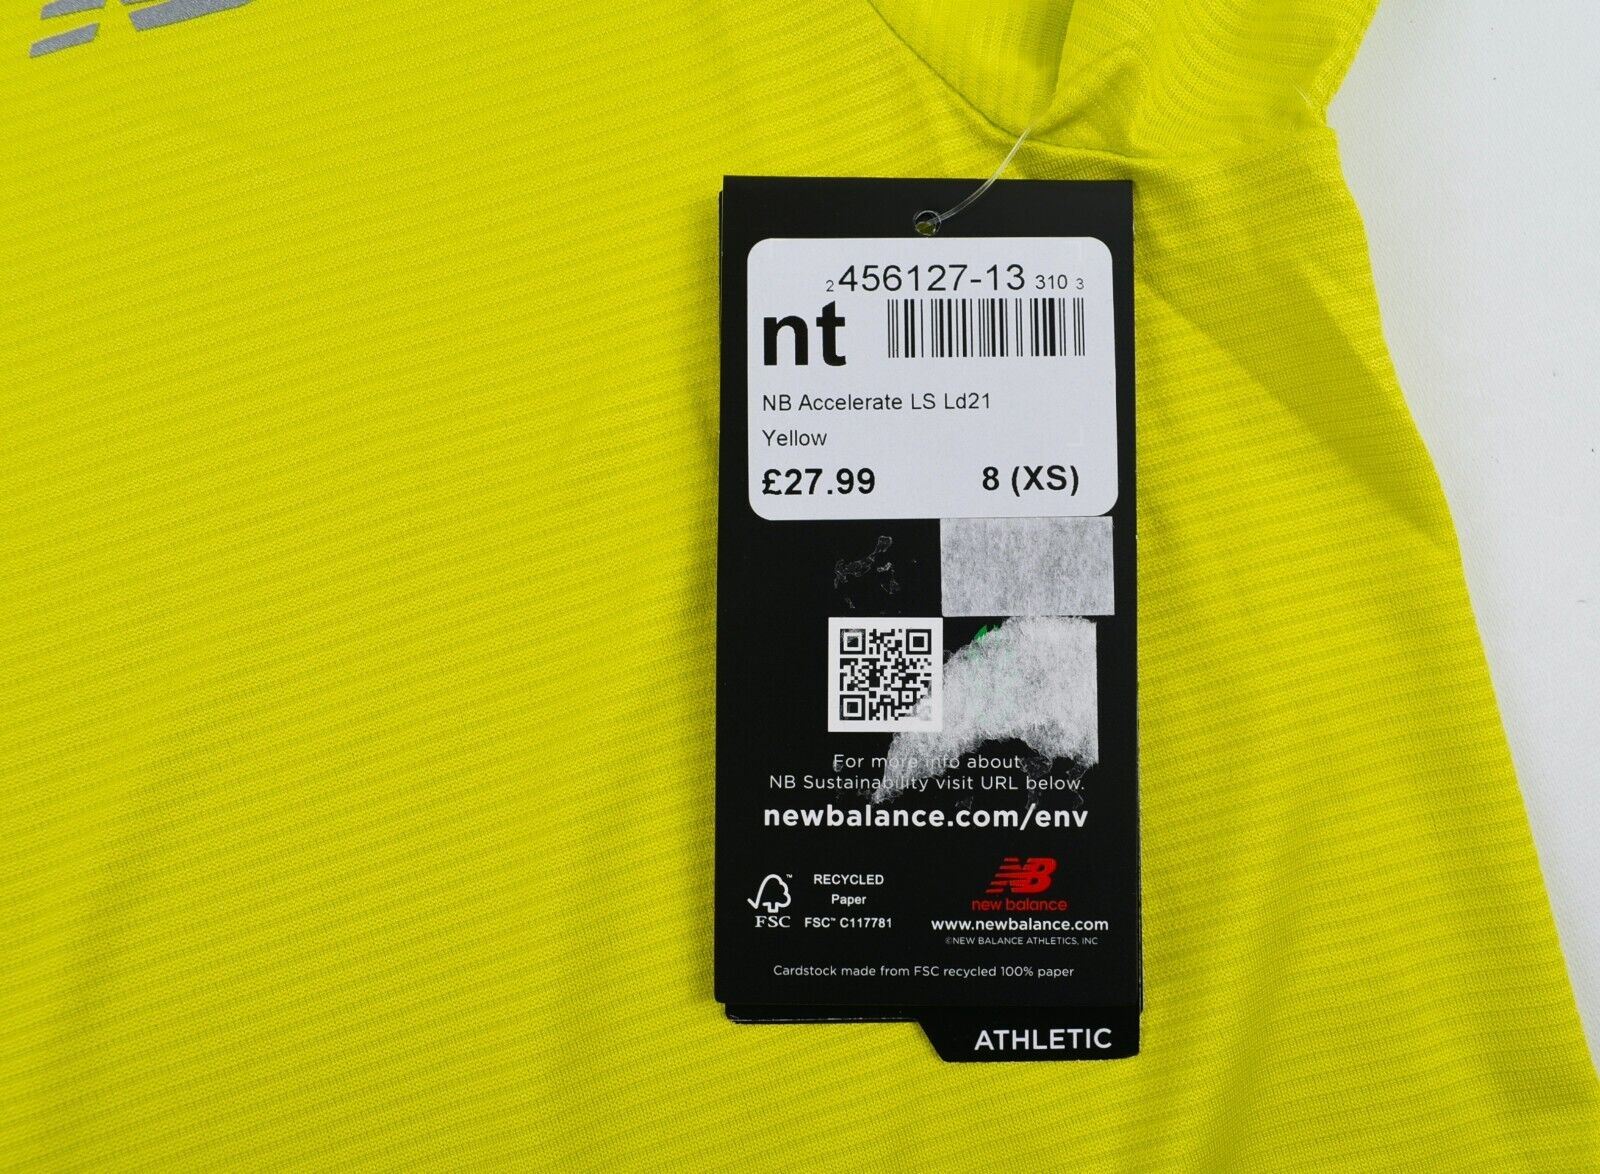 2 456127-13 310 3
nt
NB Accelerate LS Ld21
Yellow
£27.99 8 (XS)
For more info about
NB Sustainability visit URL below.
newbalance.com/env
RECYCLED
Paper
FSC™ C117781
FSC
NB
new balance
www.newbalance.com
©NEW BALANCE ATHLETICS, INC
Cardstock made from FSC recycled 100% paper
ATHLETIC